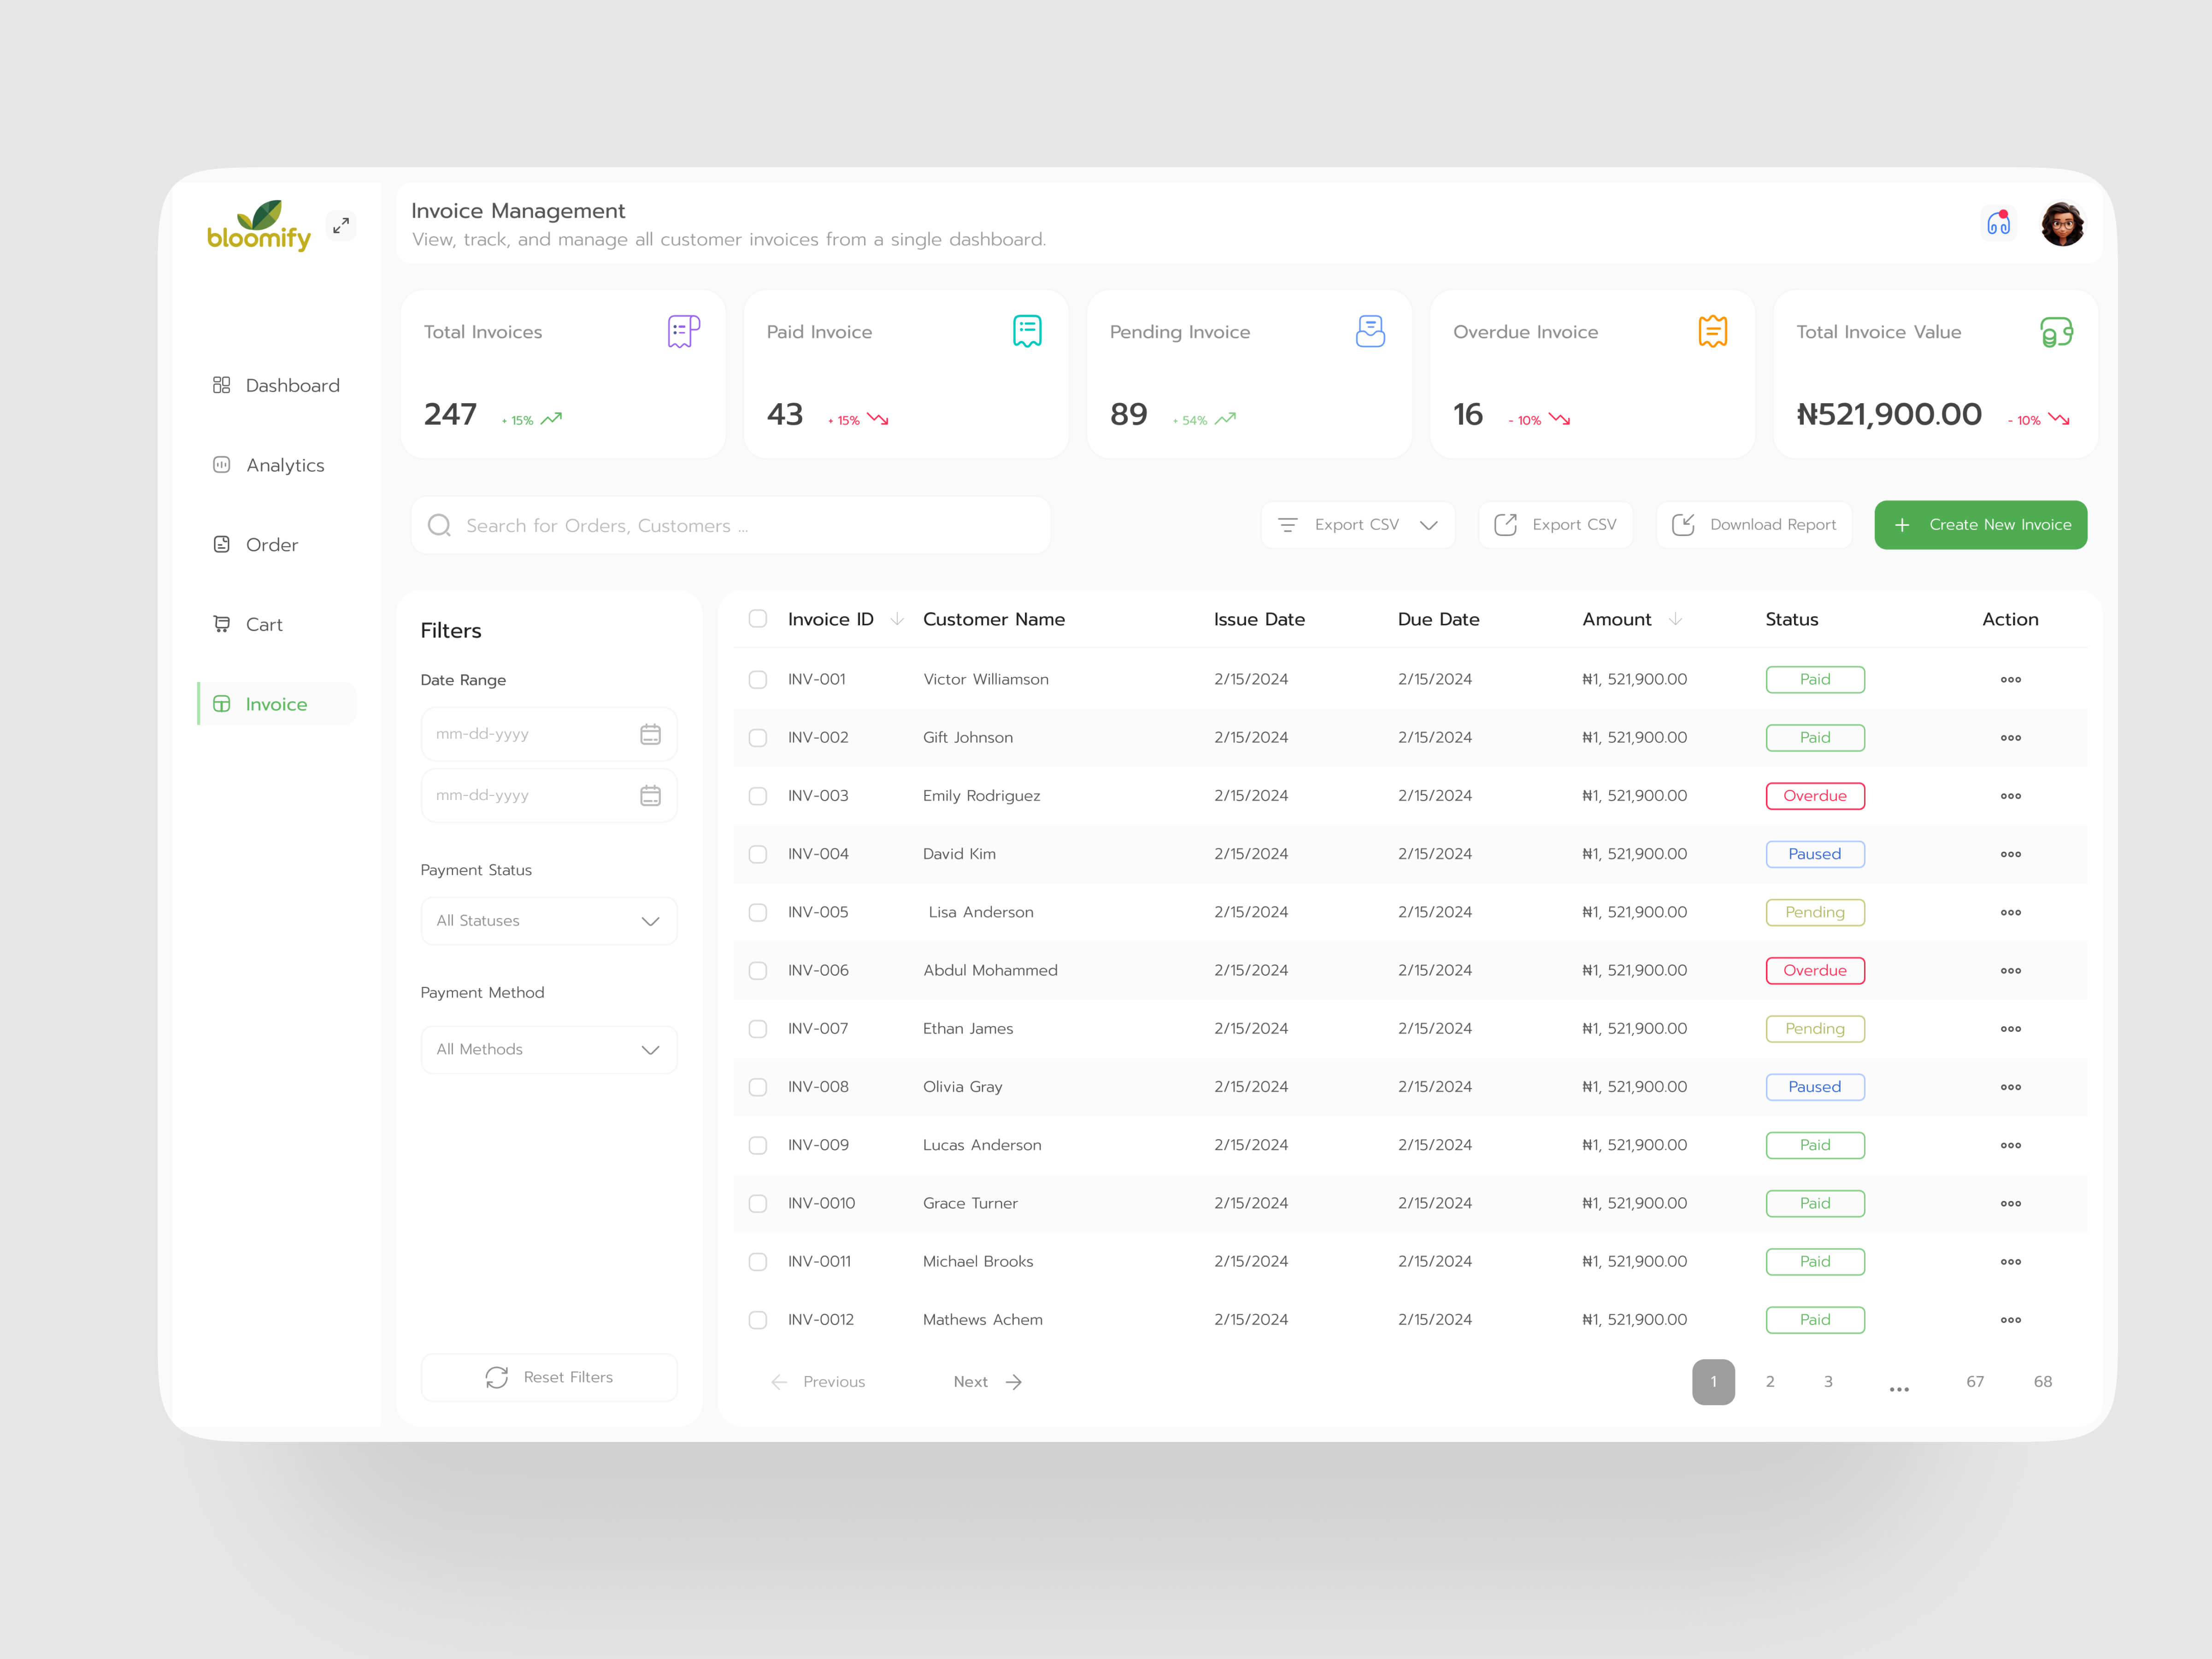 bloomify
Invoice Management
View, track, and manage all customer invoices from a single dashboard.
Dashboard
Analytics
Order
Cart
Invoice
Total Invoices
247 + 15%
Paid Invoice
43 + 15%
Pending Invoice
89 + 54%
Overdue Invoice
16 - 10%
Total Invoice Value
₦521,900.00 - 10%
Search for Orders, Customers ...
Export CSV
Export CSV
Download Report
+ Create New Invoice
Filters
Date Range
mm-dd-yyyy
mm-dd-yyyy
Payment Status
All Statuses
Payment Method
All Methods
Reset Filters
Invoice ID Customer Name Issue Date Due Date Amount Status Action
INV-001 Victor Williamson 2/15/2024 2/15/2024 ₦1, 521,900.00 Paid
INV-002 Gift Johnson 2/15/2024 2/15/2024 ₦1, 521,900.00 Paid
INV-003 Emily Rodriguez 2/15/2024 2/15/2024 ₦1, 521,900.00 Overdue
INV-004 David Kim 2/15/2024 2/15/2024 ₦1, 521,900.00 Paused
INV-005 Lisa Anderson 2/15/2024 2/15/2024 ₦1, 521,900.00 Pending
INV-006 Abdul Mohammed 2/15/2024 2/15/2024 ₦1, 521,900.00 Overdue
INV-007 Ethan James 2/15/2024 2/15/2024 ₦1, 521,900.00 Pending
INV-008 Olivia Gray 2/15/2024 2/15/2024 ₦1, 521,900.00 Paused
INV-009 Lucas Anderson 2/15/2024 2/15/2024 ₦1, 521,900.00 Paid
INV-0010 Grace Turner 2/15/2024 2/15/2024 ₦1, 521,900.00 Paid
INV-0011 Michael Brooks 2/15/2024 2/15/2024 ₦1, 521,900.00 Paid
INV-0012 Mathews Achem 2/15/2024 2/15/2024 ₦1, 521,900.00 Paid
Previous Next 1 2 3 ... 67 68